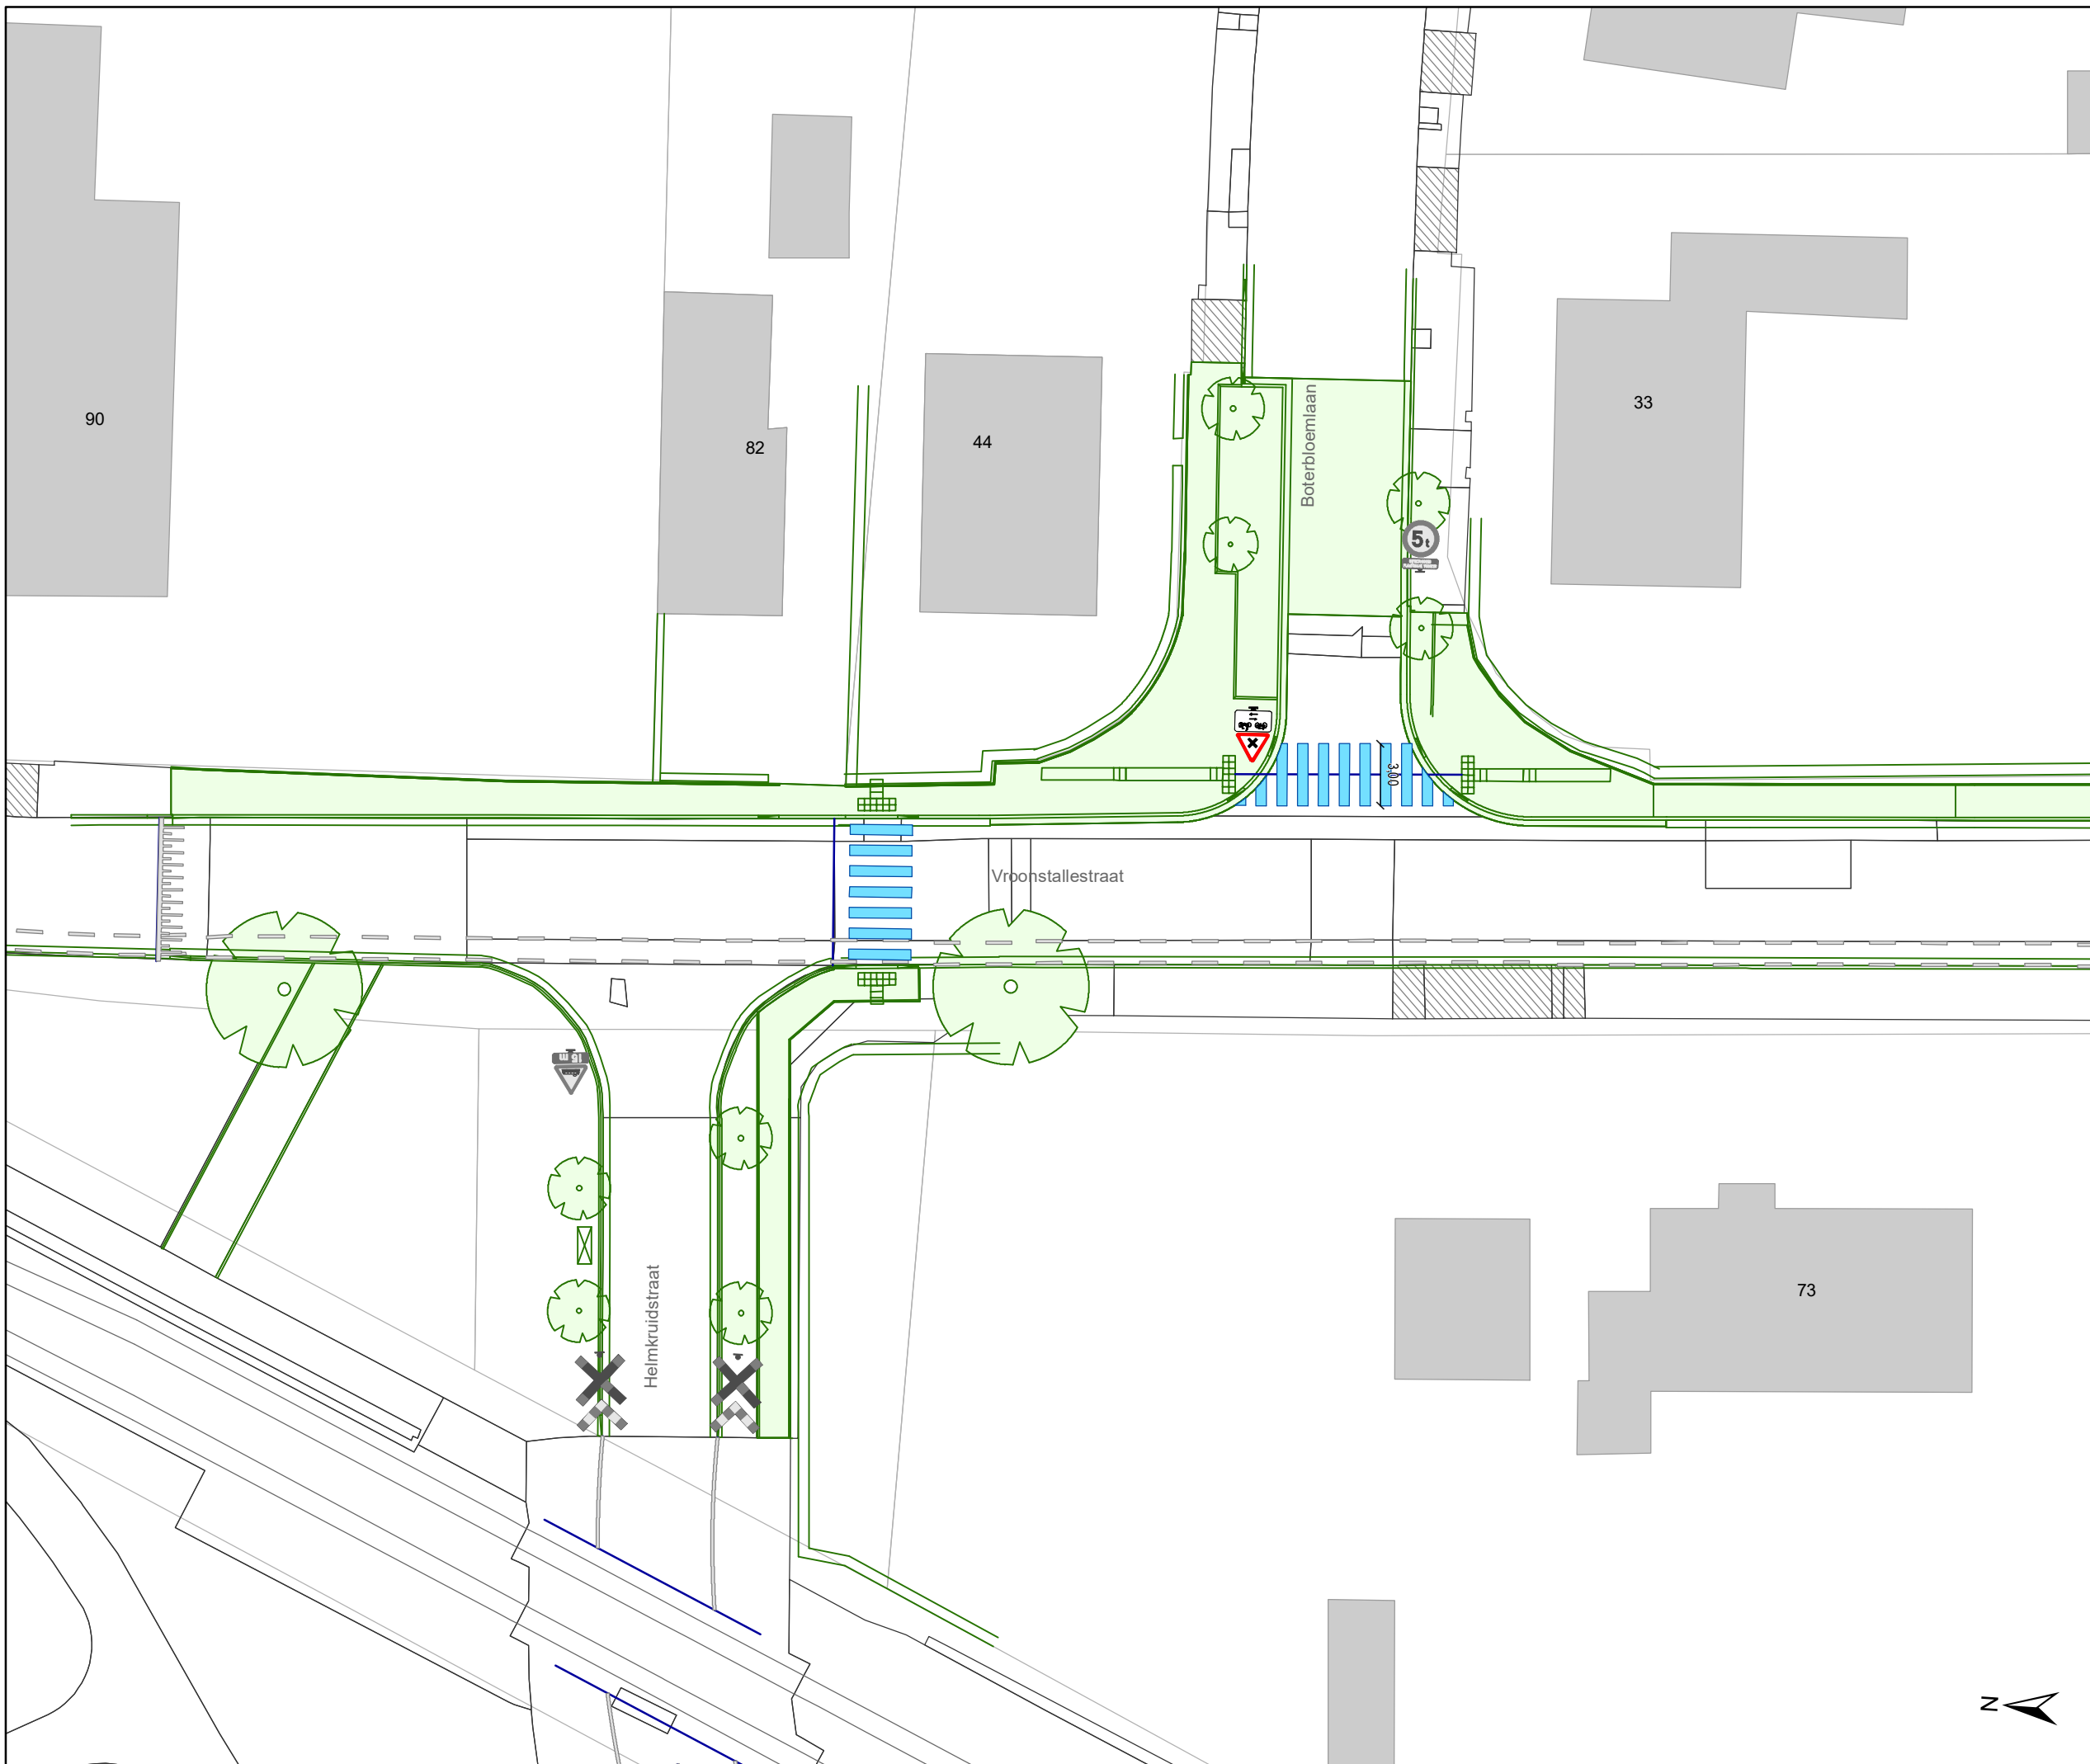 90
82
44
33
Boterbloemlaan
5t
3,00
Vroonstallestraat
15 m
Helmkruidstraat
73
N